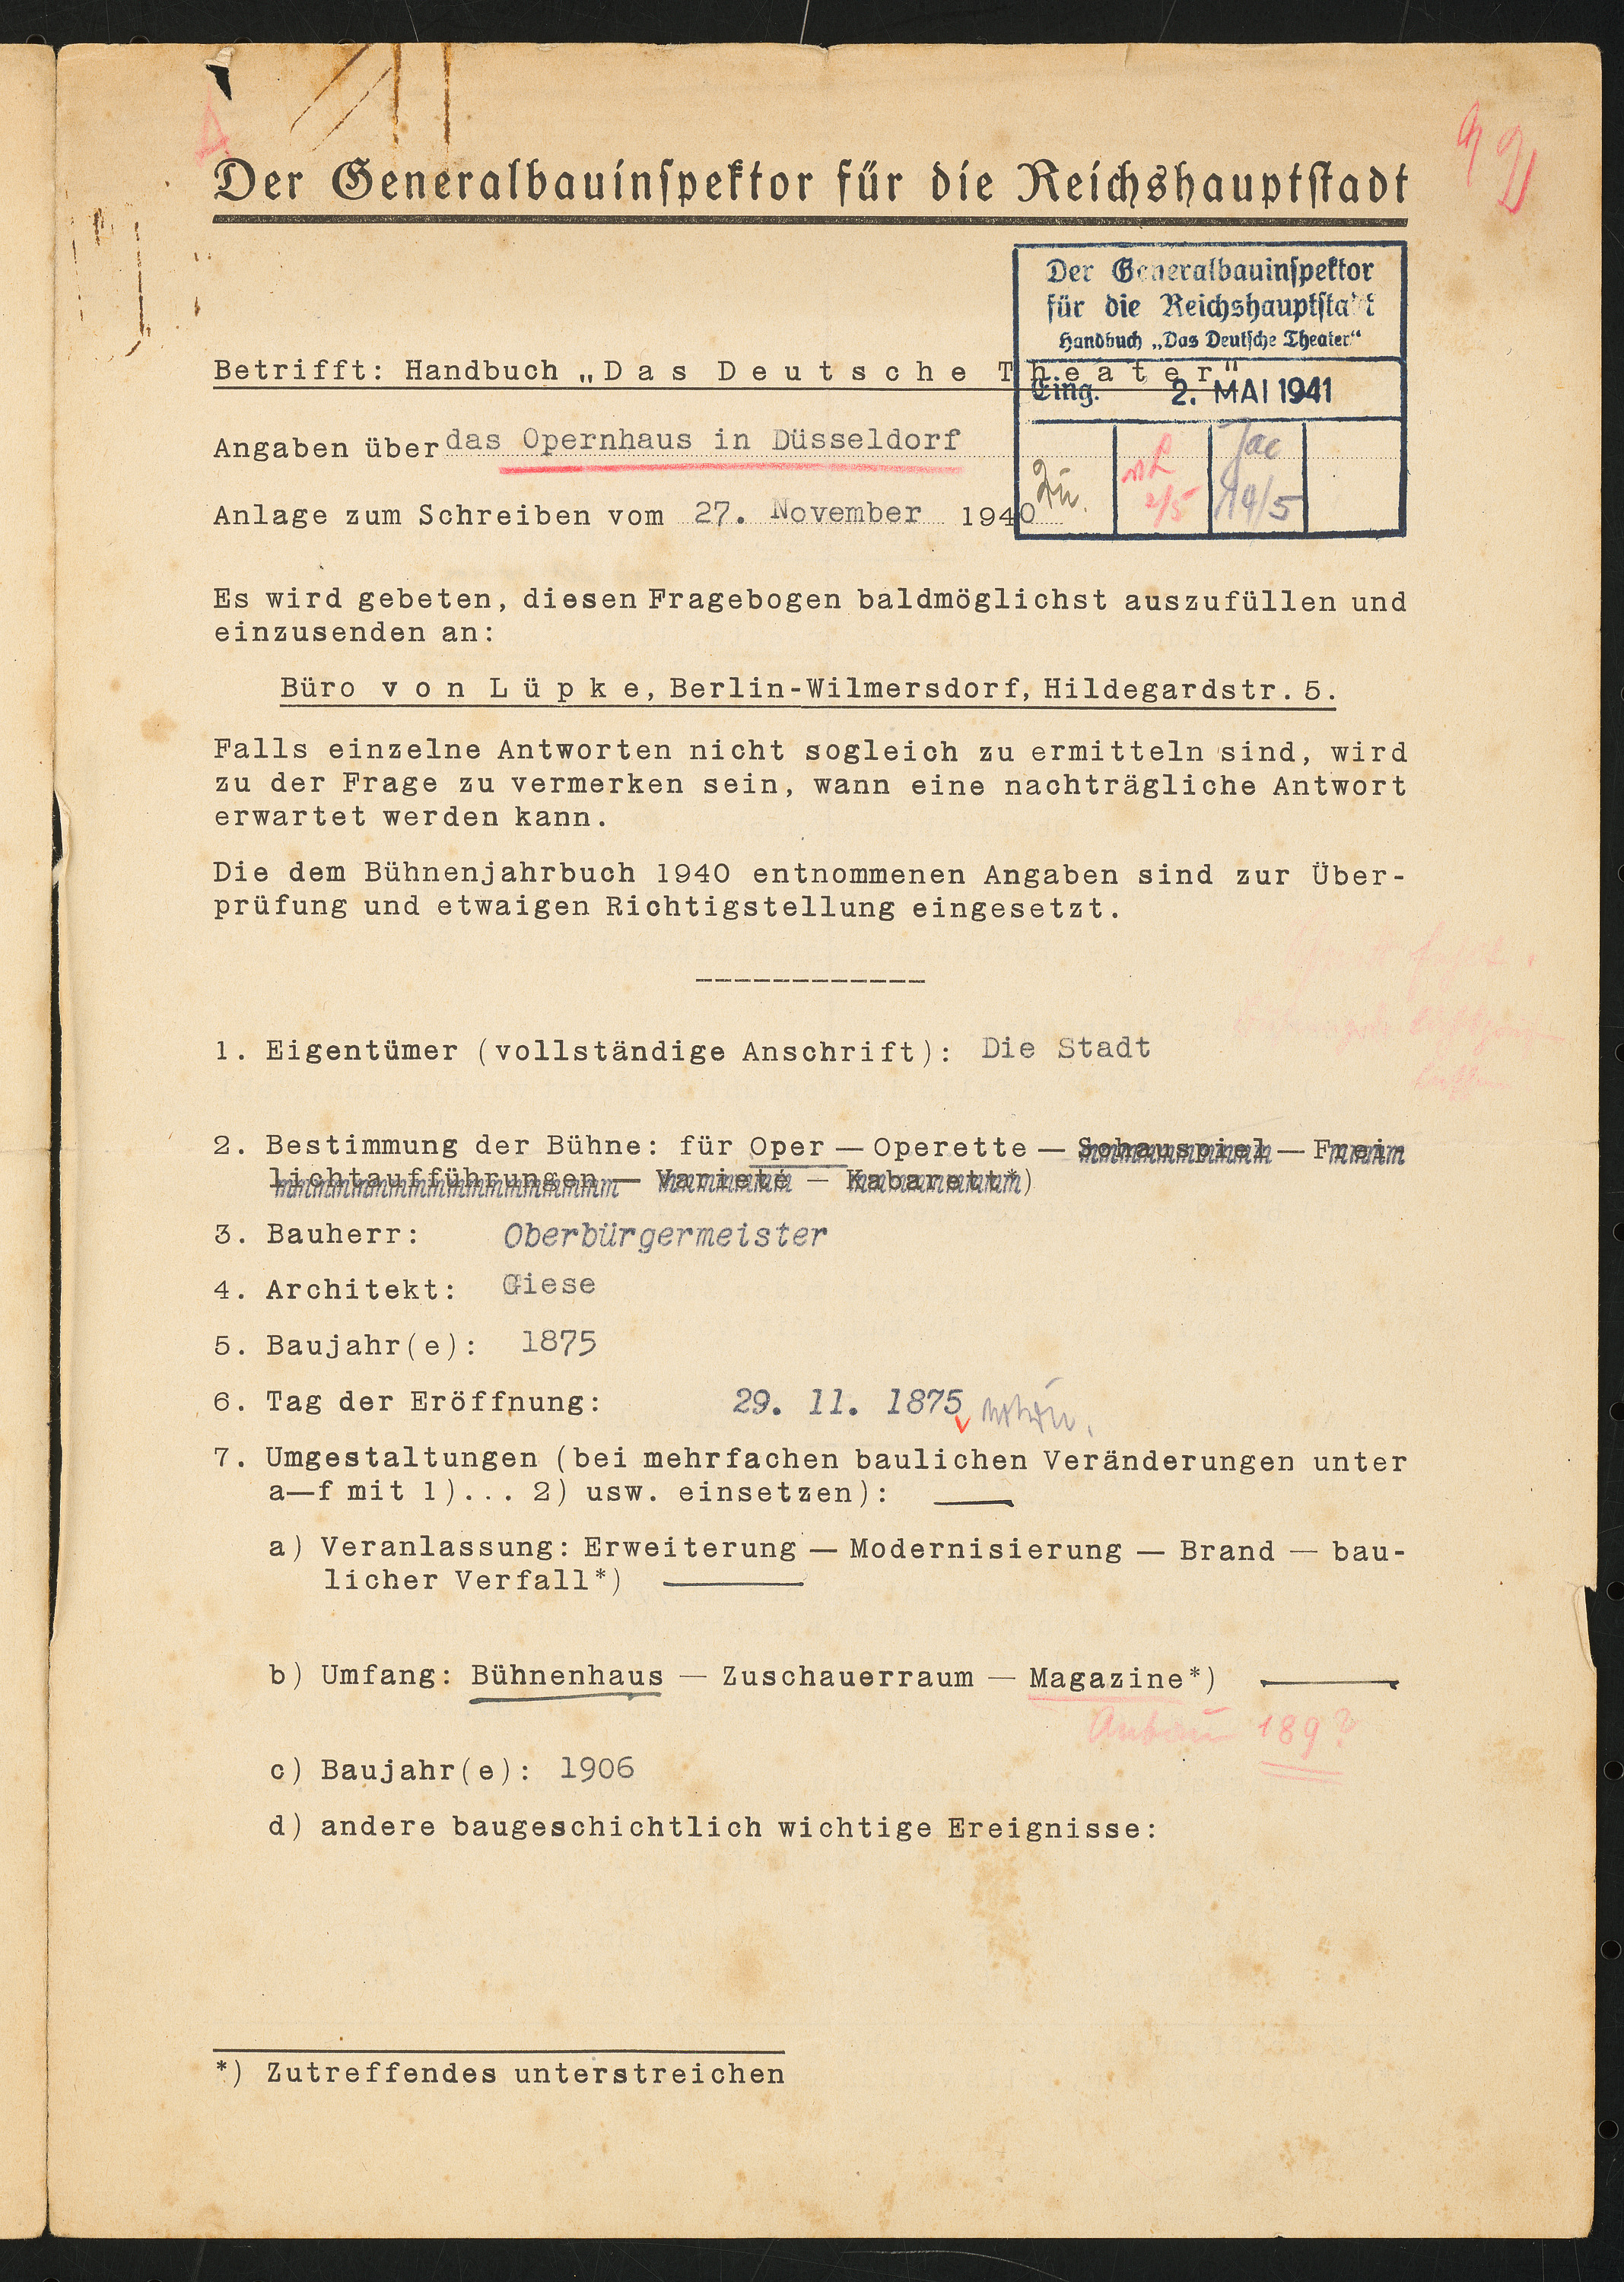 Der Generalbauinspektor für die Reichshauptstadt
Der Generalbauinspektor
für die Reichshauptstadt
Handbuch „Das Deutsche Theater“
Eing. 2. MAI 1941
Betrifft: Handbuch „Das Deutsche Theater“
Angaben über das Opernhaus in Düsseldorf
2/5 19/5
Anlage zum Schreiben vom 27. November 1940
Es wird gebeten, diesen Fragebogen baldmöglichst auszufüllen und
einzusenden an:
Büro von Lüpke, Berlin-Wilmersdorf, Hildegardstr. 5.
Falls einzelne Antworten nicht sogleich zu ermitteln sind, wird
zu der Frage zu vermerken sein, wann eine nachträgliche Antwort
erwartet werden kann.
Die dem Bühnenjahrbuch 1940 entnommenen Angaben sind zur Über-
prüfung und etwaigen Richtigstellung eingesetzt.
------------
1. Eigentümer (vollständige Anschrift): Die Stadt
2. Bestimmung der Bühne: für Oper — Operette — Schauspiel — Frei
lichtaufführungen — Varieté — Kabarett*)
3. Bauherr: Oberbürgermeister
4. Architekt: Giese
5. Baujahr(e): 1875
6. Tag der Eröffnung: 29. 11. 1875
7. Umgestaltungen (bei mehrfachen baulichen Veränderungen unter
a—f mit 1)... 2) usw. einsetzen): —
a) Veranlassung: Erweiterung — Modernisierung — Brand — bau-
licher Verfall*) —
b) Umfang: Bühnenhaus — Zuschauerraum — Magazine*) —
Anbau 189?
c) Baujahr(e): 1906
d) andere baugeschichtlich wichtige Ereignisse:
*) Zutreffendes unterstreichen